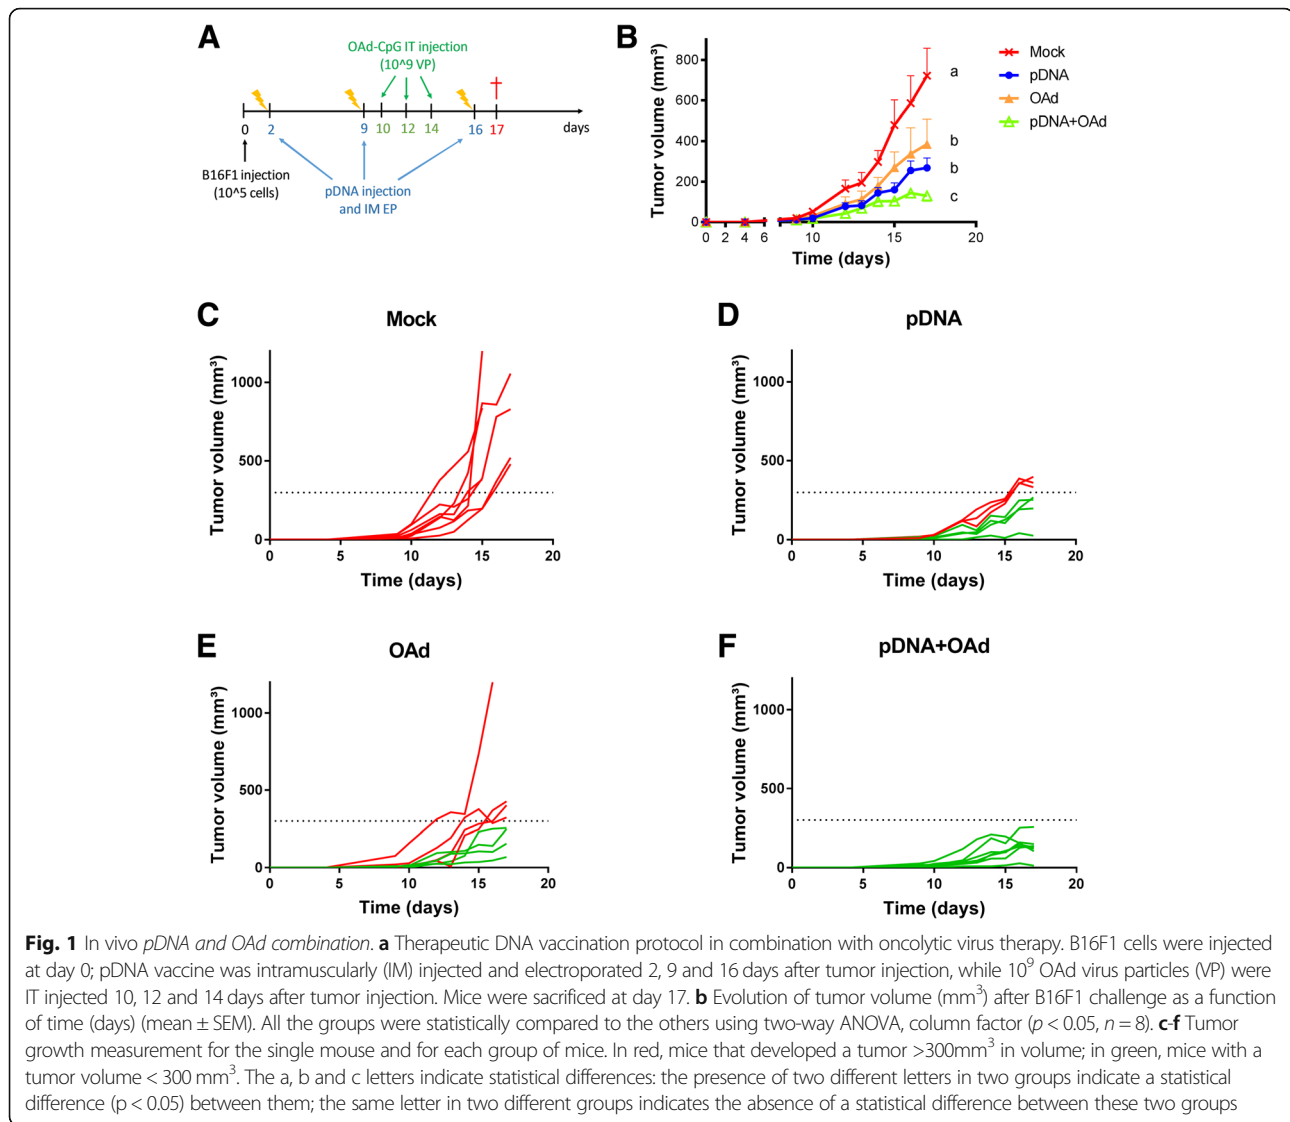 A
OAd-CpG IT injection
(10^9 VP)
0 2 9 10 12 14 16 17 days
B16F1 injection
(10^5 cells)
pDNA injection
and IM EP
B
Tumor volume (mm³)
800
600
400
200
0
0 2 4 6 8 10 15 20
Time (days)
a
b
b
c
Mock
pDNA
OAd
pDNA+OAd
C
Mock
Tumor volume (mm³)
1000
500
0
0 5 10 15 20
Time (days)
D
pDNA
Tumor volume (mm³)
1000
500
0
0 5 10 15 20
Time (days)
E
OAd
Tumor volume (mm³)
1000
500
0
0 5 10 15 20
Time (days)
F
pDNA+OAd
Tumor volume (mm³)
1000
500
0
0 5 10 15 20
Time (days)
Fig. 1 In vivo pDNA and OAd combination. a Therapeutic DNA vaccination protocol in combination with oncolytic virus therapy. B16F1 cells were injected
at day 0; pDNA vaccine was intramuscularly (IM) injected and electroporated 2, 9 and 16 days after tumor injection, while 10⁹ OAd virus particles (VP) were
IT injected 10, 12 and 14 days after tumor injection. Mice were sacrificed at day 17. b Evolution of tumor volume (mm³) after B16F1 challenge as a function
of time (days) (mean ± SEM). All the groups were statistically compared to the others using two-way ANOVA, column factor (p < 0.05, n = 8). c-f Tumor
growth measurement for the single mouse and for each group of mice. In red, mice that developed a tumor >300mm³ in volume; in green, mice with a
tumor volume < 300 mm³. The a, b and c letters indicate statistical differences: the presence of two different letters in two groups indicate a statistical
difference (p < 0.05) between them; the same letter in two different groups indicates the absence of a statistical difference between these two groups